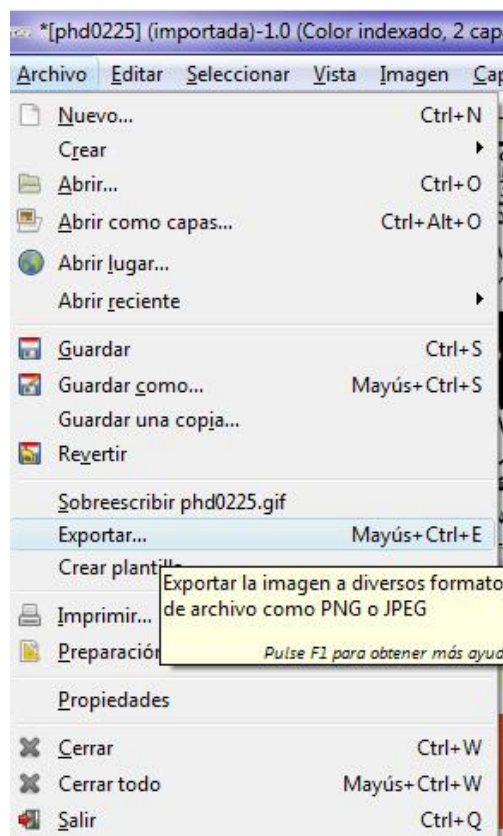 *[phd0225] (importada)-1.0 (Color indexado, 2 cap
Archivo Editar Seleccionar Vista Imagen Cap
Nuevo... Ctrl+N
Crear
Abrir... Ctrl+O
Abrir como capas... Ctrl+Alt+O
Abrir lugar...
Abrir reciente
Guardar Ctrl+S
Guardar como... Mayús+Ctrl+S
Guardar una copia...
Revertir
Sobreescribir phd0225.gif
Exportar... Mayús+Ctrl+E
Crear plantilla
Exportar la imagen a diversos formato
de archivo como PNG o JPEG
Pulse F1 para obtener más ayud
Imprimir...
Preparación
Propiedades
Cerrar Ctrl+W
Cerrar todo Mayús+Ctrl+W
Salir Ctrl+Q